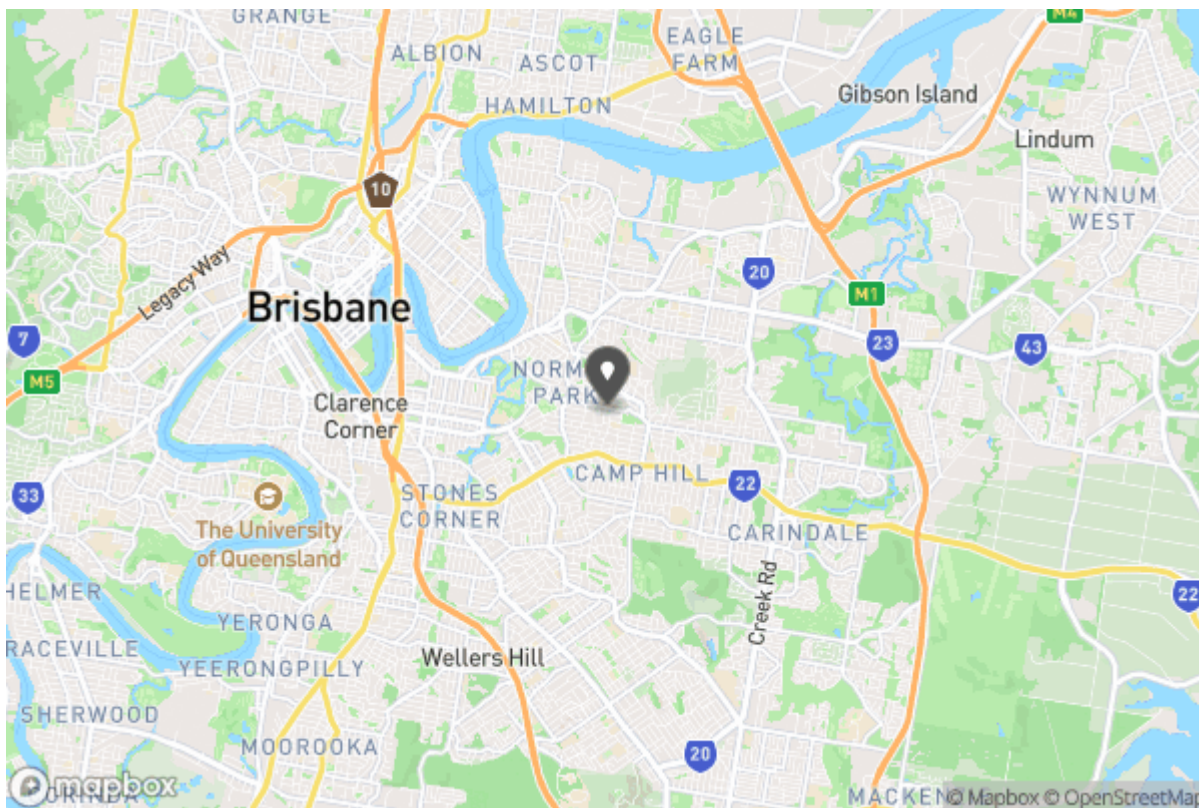 GRANGE
ALBION
ASCOT
EAGLE
FARM
M4
HAMILTON
Gibson Island
Lindum
10
WYNNUM
WEST
Legacy Way
20
Brisbane
M1
7
23
43
M5
NORM
PARK
Clarence
Corner
CAMP HILL
22
33
STONES
CORNER
The University
of Queensland
CARINDALE
HELMER
Creek Rd
22
YERONGA
RACEVILLE
YEERONGPILLY
Wellers Hill
SHERWOOD
MOOROOKA
20
mapbox
MACKEN
© Mapbox © OpenStreetMap